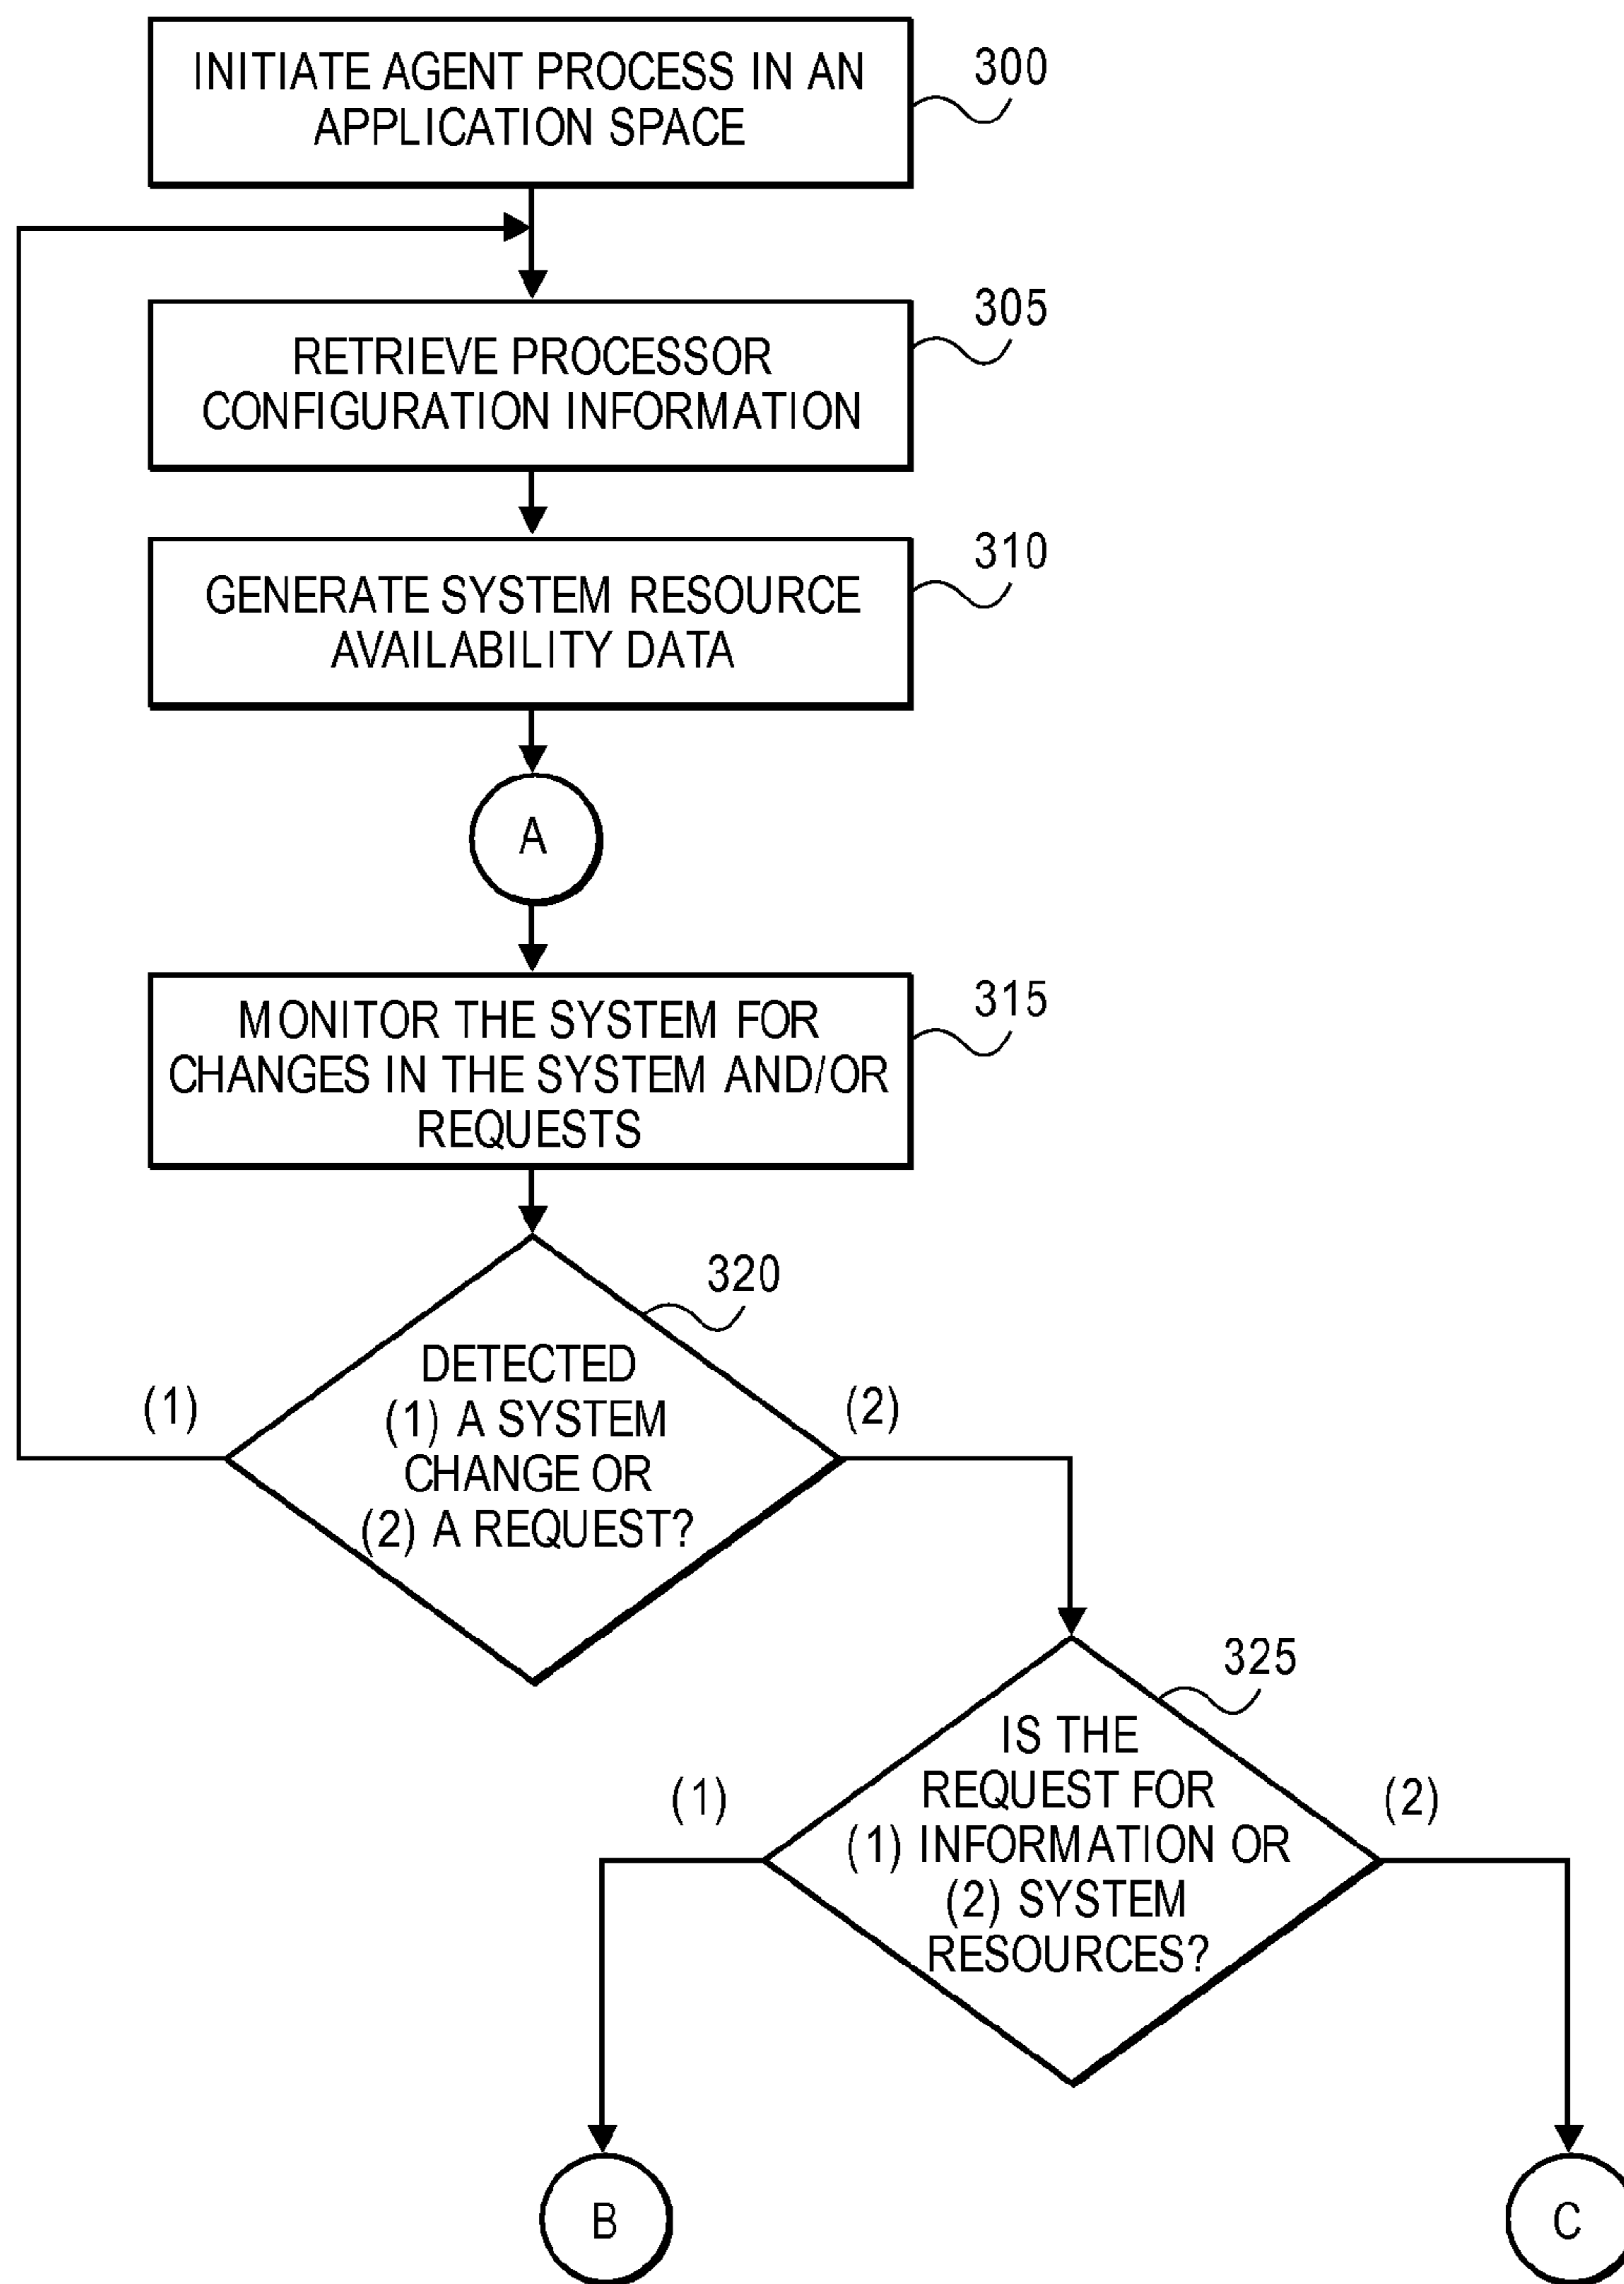 INITIATE AGENT PROCESS IN AN
APPLICATION SPACE
300
RETRIEVE PROCESSOR
CONFIGURATION INFORMATION
305
GENERATE SYSTEM RESOURCE
AVAILABILITY DATA
310
A
MONITOR THE SYSTEM FOR
CHANGES IN THE SYSTEM AND/OR
REQUESTS
315
320
DETECTED
(1) A SYSTEM
CHANGE OR
(2) A REQUEST?
(1)
(2)
325
IS THE
REQUEST FOR
(1) INFORMATION OR
(2) SYSTEM
RESOURCES?
(1)
(2)
B
C